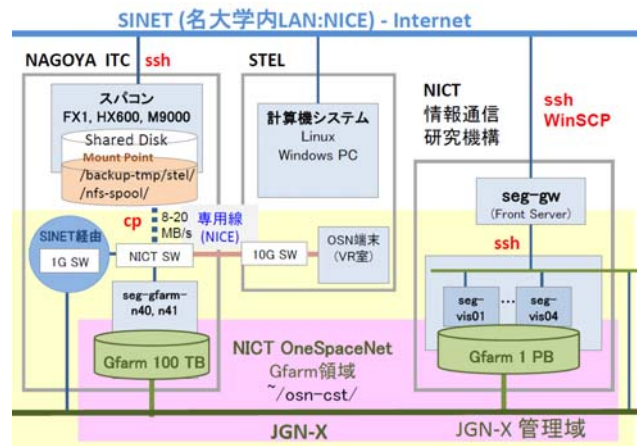 SINET (名大学内LAN:NICE) - Internet
NAGOYA ITC
ssh
スパコン
FX1, HX600, M9000
Shared Disk
Mount Point
/backup-tmp/stel/
/nfs-spool/
cp
8-20
MB/s
専用線
(NICE)
SINET経由
1G SW
NICT SW
seg-gfarm-
n40, n41
Gfarm 100 TB
STEL
計算機システム
Linux
Windows PC
10G SW
OSN端末
(VR室)
NICT
情報通信
研究機構
ssh
WinSCP
seg-gw
(Front Server)
ssh
seg-
vis01
...
seg-
vis04
Gfarm 1 PB
NICT OneSpaceNet
Gfarm領域
~/osn-cst/
JGN-X
JGN-X 管理域